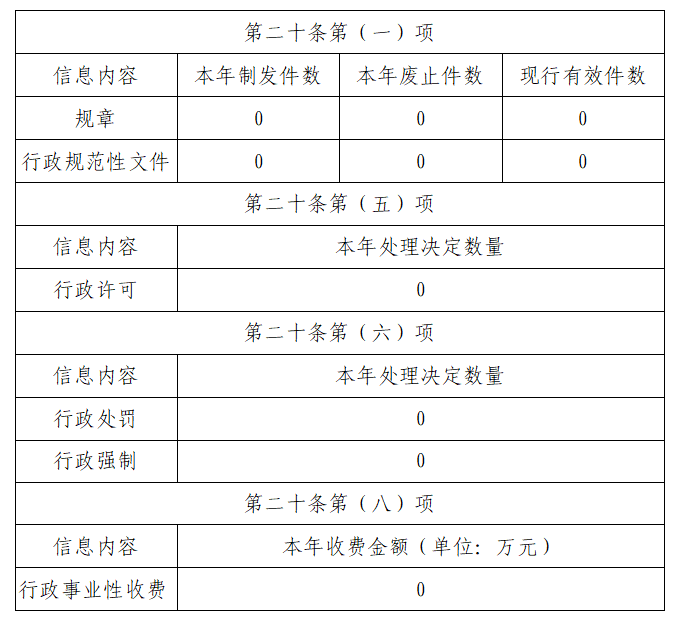 第二十条第（一）项
信息内容 本年制发件数 本年废止件数 现行有效件数
规章 0 0 0
行政规范性文件 0 0 0
第二十条第（五）项
信息内容 本年处理决定数量
行政许可 0
第二十条第（六）项
信息内容 本年处理决定数量
行政处罚 0
行政强制 0
第二十条第（八）项
信息内容 本年收费金额（单位：万元）
行政事业性收费 0